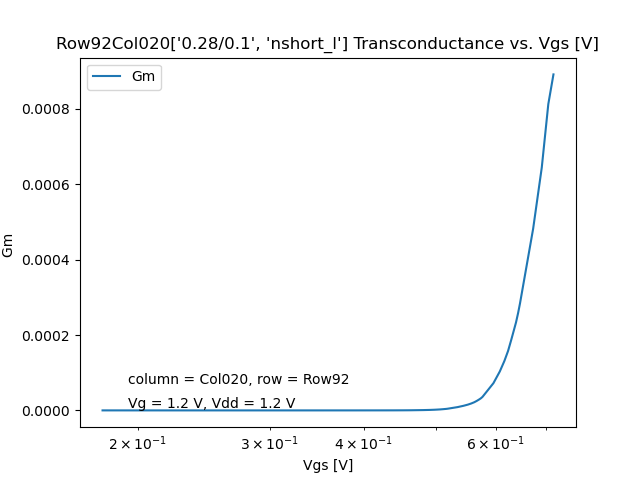 Row92Col020['0.28/0.1', 'nshort_l'] Transconductance vs. Vgs [V]
Gm
0.0008
0.0006
0.0004
0.0002
0.0000
Gm
column = Col020, row = Row92
Vg = 1.2 V, Vdd = 1.2 V
2 × 10⁻¹ 3 × 10⁻¹ 4 × 10⁻¹ 6 × 10⁻¹
Vgs [V]